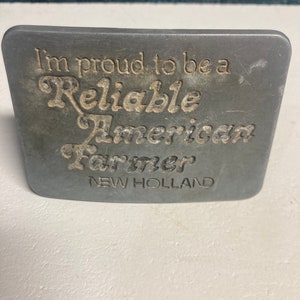 I'm proud to be a
Reliable
American
Farmer
NEW HOLLAND